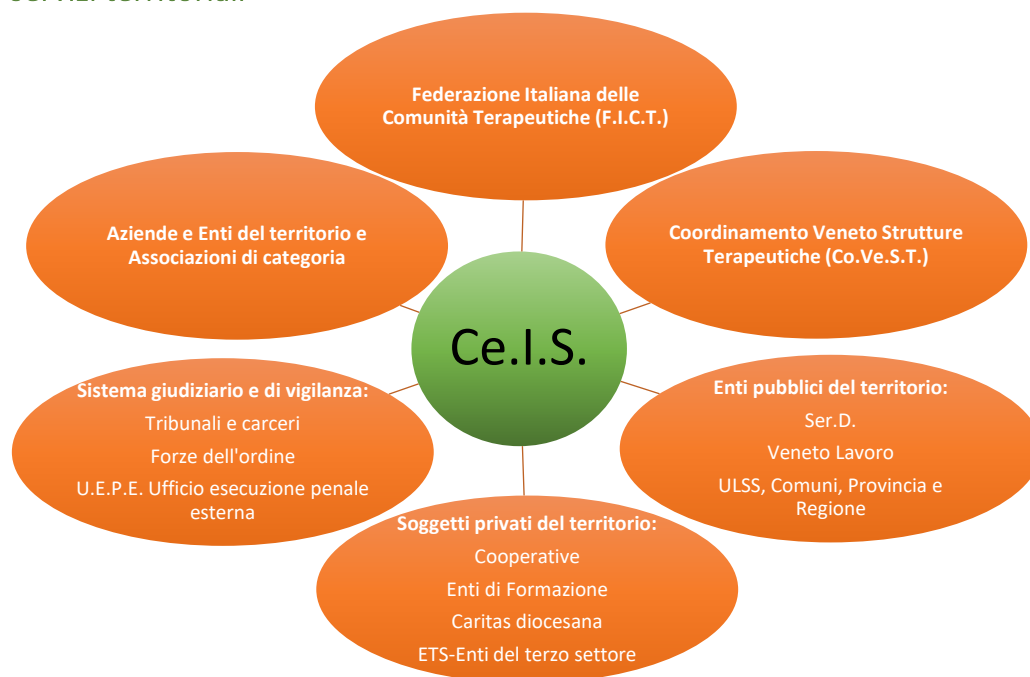 Servizi territoriali
Federazione Italiana delle
Comunità Terapeutiche (F.I.C.T.)
Aziende e Enti del territorio e
Associazioni di categoria
Coordinamento Veneto Strutture
Terapeutiche (Co.Ve.S.T.)
Ce.I.S.
Sistema giudiziario e di vigilanza:
Tribunali e carceri
Forze dell'ordine
U.E.P.E. Ufficio esecuzione penale
esterna
Enti pubblici del territorio:
Ser.D.
Veneto Lavoro
ULSS, Comuni, Provincia e
Regione
Soggetti privati del territorio:
Cooperative
Enti di Formazione
Caritas diocesana
ETS-Enti del terzo settore